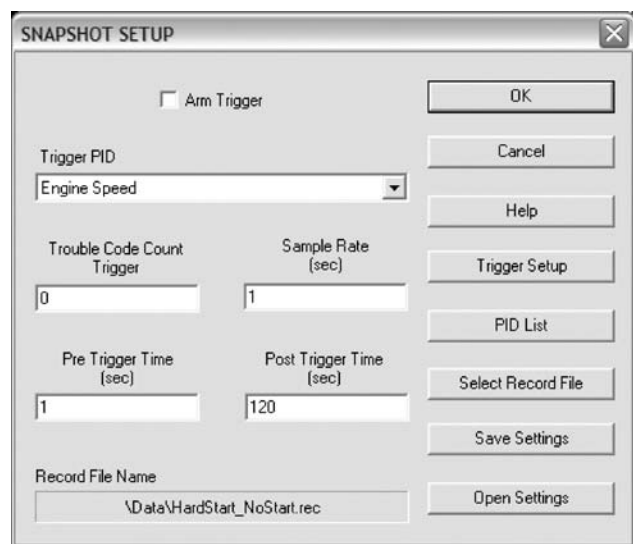 SNAPSHOT SETUP
Arm Trigger
OK
Trigger PID
Engine Speed
Cancel
Help
Trouble Code Count
Trigger
0
Sample Rate
(sec)
1
Trigger Setup
PID List
Pre Trigger Time
(sec)
1
Post Trigger Time
(sec)
120
Select Record File
Save Settings
Record File Name
\Data\HardStart_NoStart.rec
Open Settings